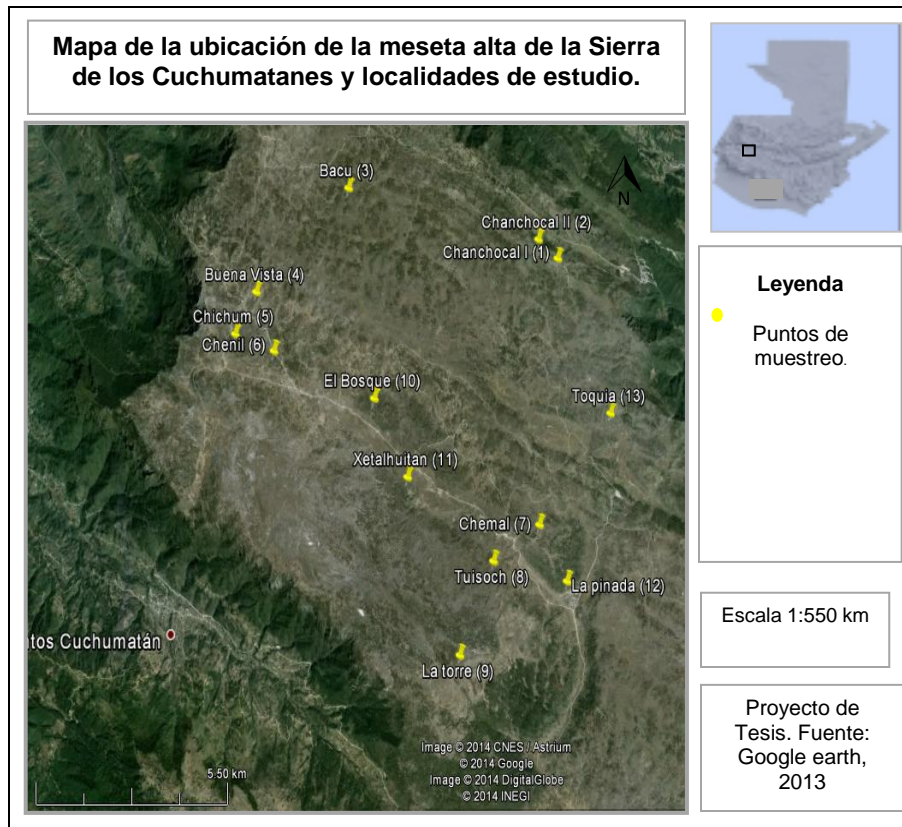 Mapa de la ubicación de la meseta alta de la Sierra
de los Cuchumatanes y localidades de estudio.
Bacu (3)
N
Chanchocal II (2)
Chanchocal I (1)
Buena Vista (4)
Chichum (5)
Chenil (6)
El Bosque (10)
Toquia (13)
Xetalhuitan (11)
Chemal (7)
Tuisoch (8)
La pinada (12)
ntos Cuchumatán
La torre (9)
Image © 2014 CNES / Astrium
© 2014 Google
Image © 2014 DigitalGlobe
© 2014 INEGI
5.50 km
Leyenda
Puntos de
muestreo.
Escala 1:550 km
Proyecto de
Tesis. Fuente:
Google earth,
2013